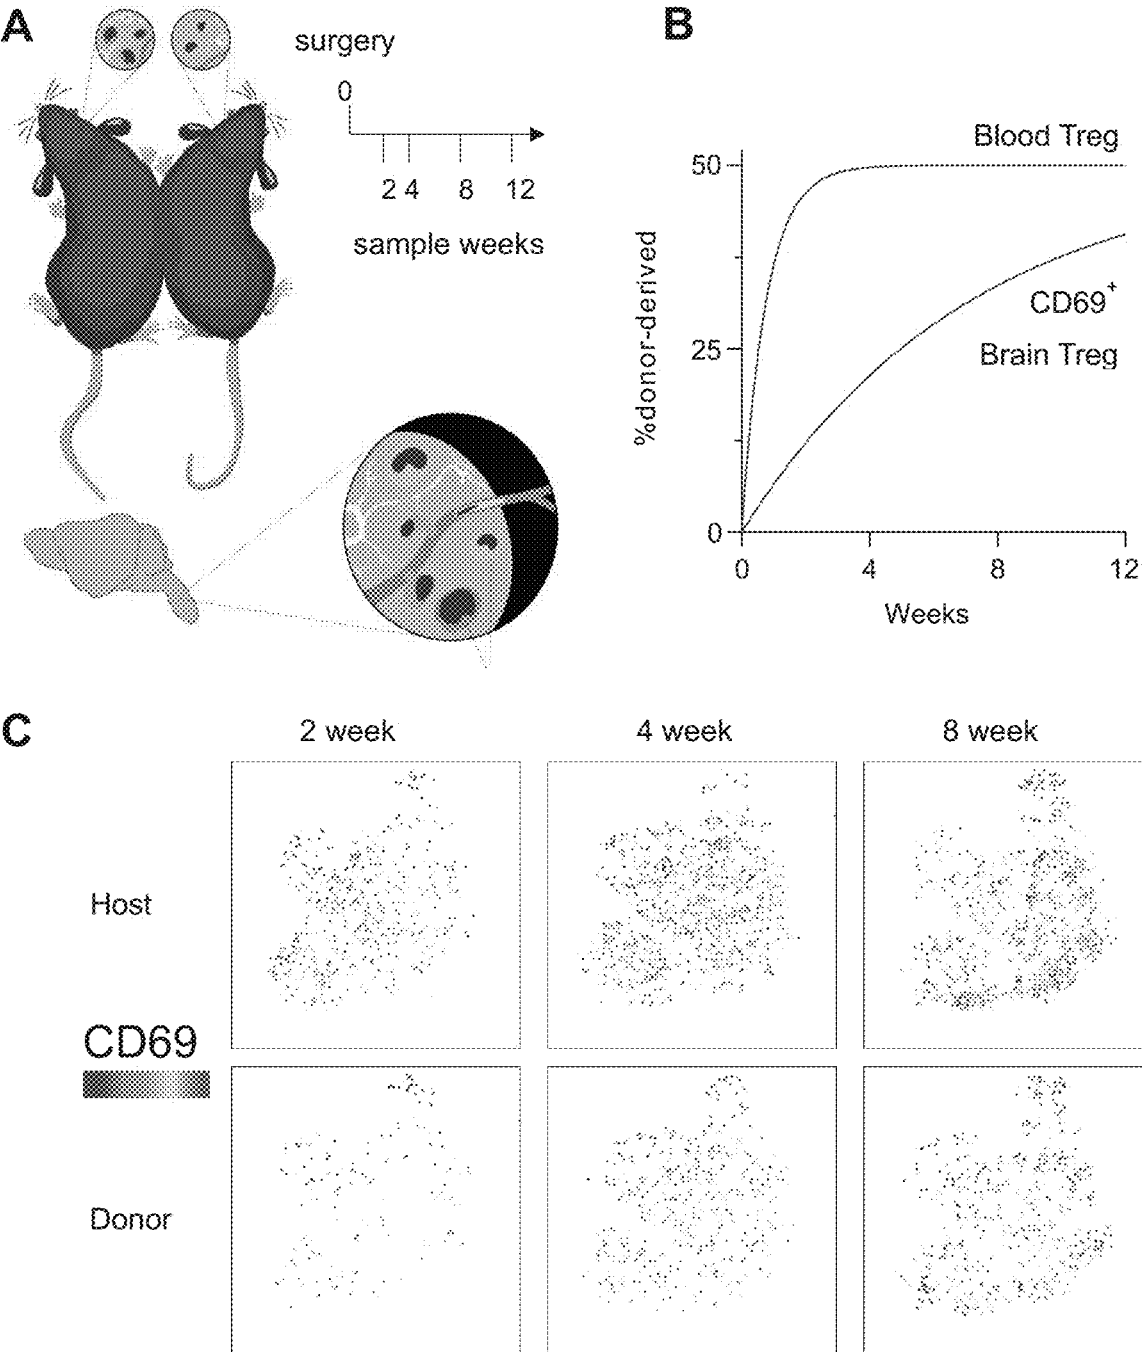 A
surgery
0
2 4 8 12
sample weeks
B
50
25
0
%donor-derived
Blood Treg
CD69+
Brain Treg
0 4 8 12
Weeks
C
2 week 4 week 8 week
Host
CD69
Donor